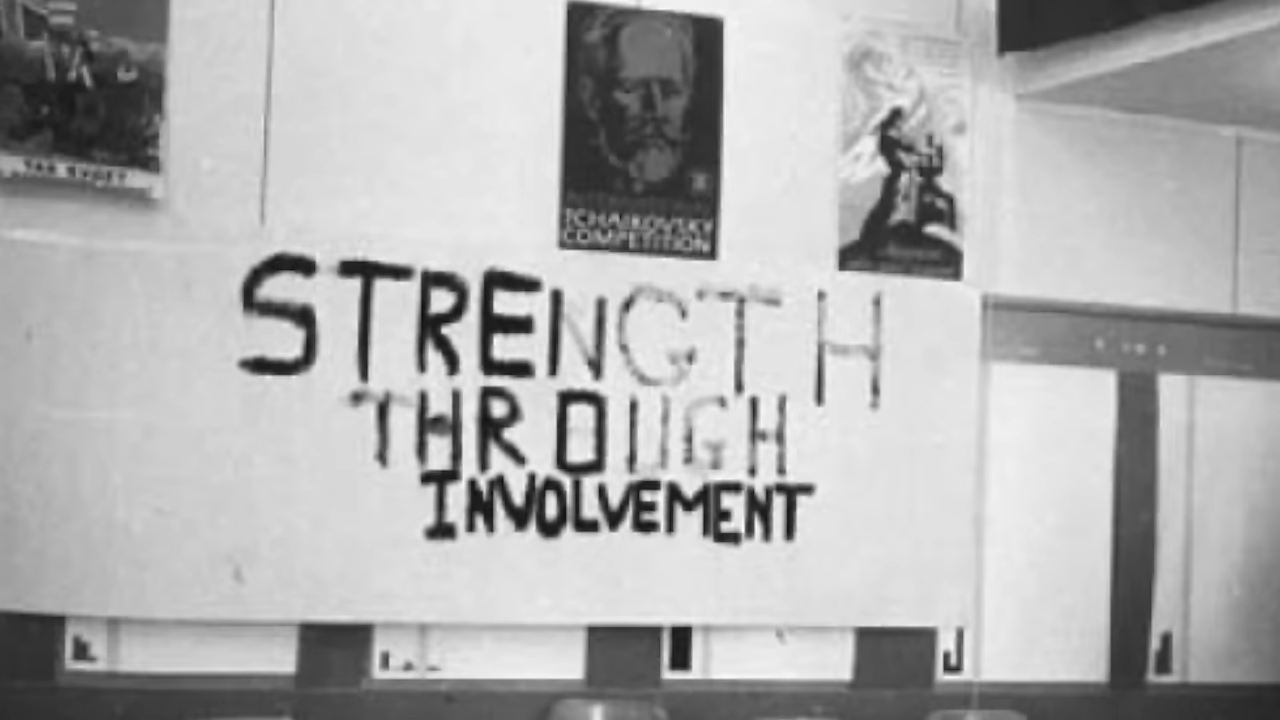 TCHAIKOVSKY
COMPETITION
STRENGTH
THROUGH
INVOLVEMENT